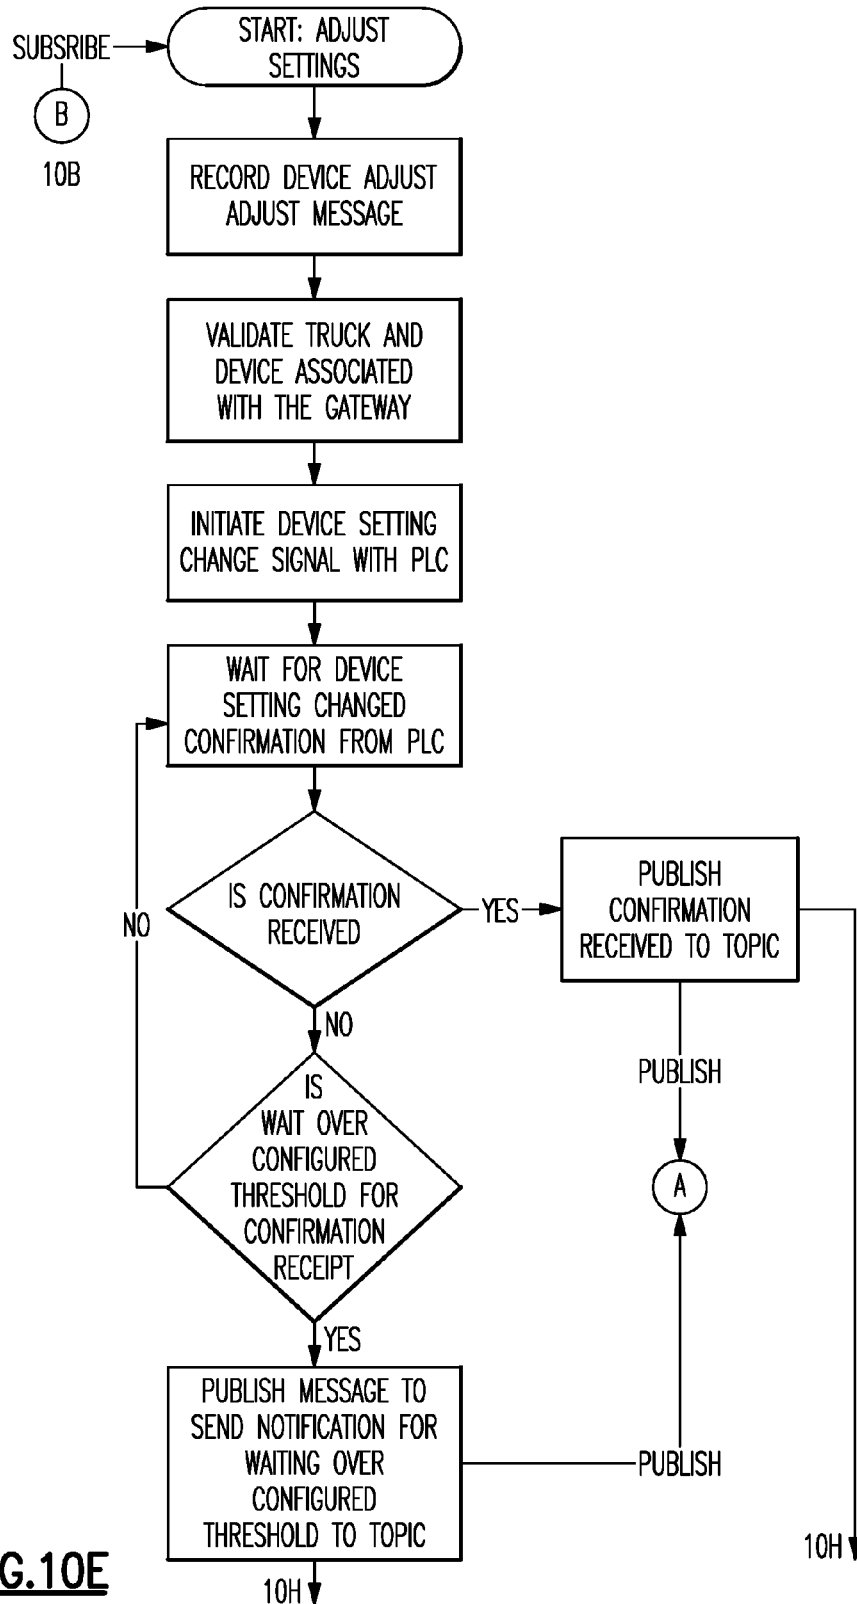 START: ADJUST
SETTINGS
SUBSRIBE
B
10B
RECORD DEVICE ADJUST
ADJUST MESSAGE
VALIDATE TRUCK AND
DEVICE ASSOCIATED
WITH THE GATEWAY
INITIATE DEVICE SETTING
CHANGE SIGNAL WITH PLC
WAIT FOR DEVICE
SETTING CHANGED
CONFIRMATION FROM PLC
IS CONFIRMATION
RECEIVED
YES
PUBLISH
CONFIRMATION
RECEIVED TO TOPIC
NO
NO
PUBLISH
IS
WAIT OVER
CONFIGURED
THRESHOLD FOR
CONFIRMATION
RECEIPT
A
YES
PUBLISH MESSAGE TO
SEND NOTIFICATION FOR
WAITING OVER
CONFIGURED
THRESHOLD TO TOPIC
PUBLISH
10H
10H
G.10E